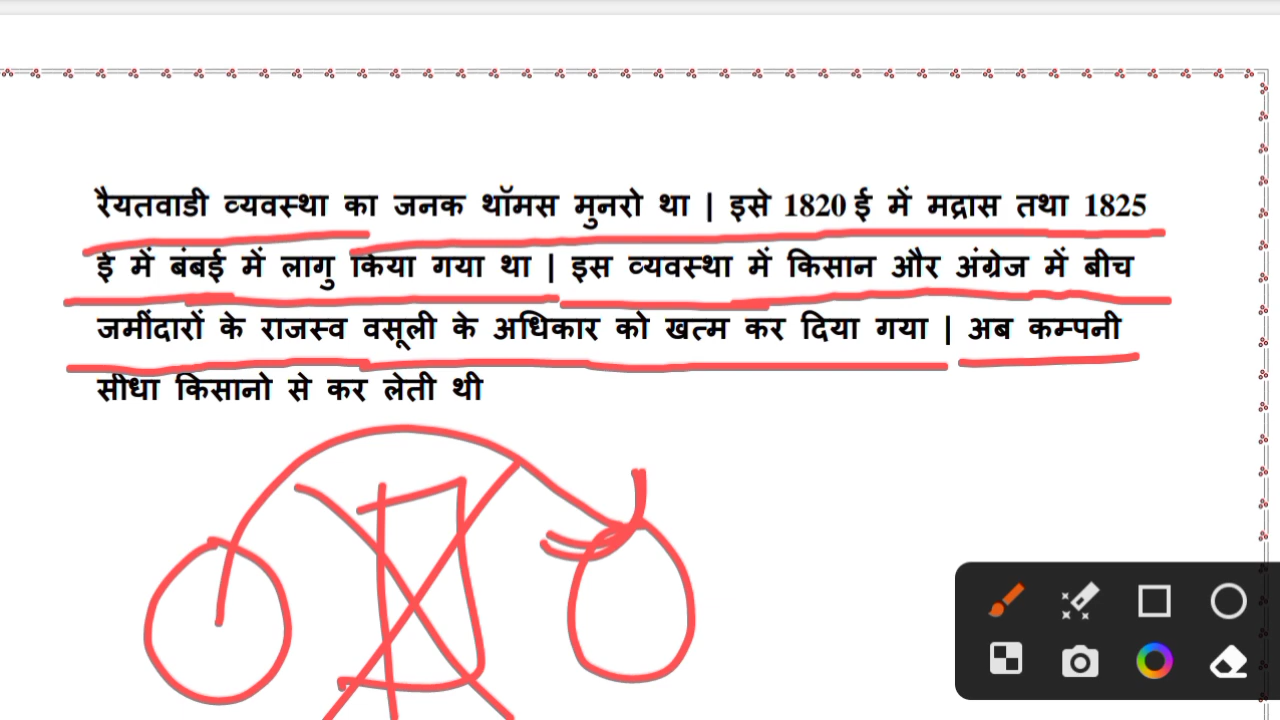 रैयतवाडी व्यवस्था का जनक थॉमस मुनरो था | इसे 1820 ई में मद्रास तथा 1825
ई में बंबई में लागु किया गया था | इस व्यवस्था में किसान और अंग्रेज में बीच
जमींदारों के राजस्व वसूली के अधिकार को खत्म कर दिया गया | अब कम्पनी
सीधा किसानो से कर लेती थी